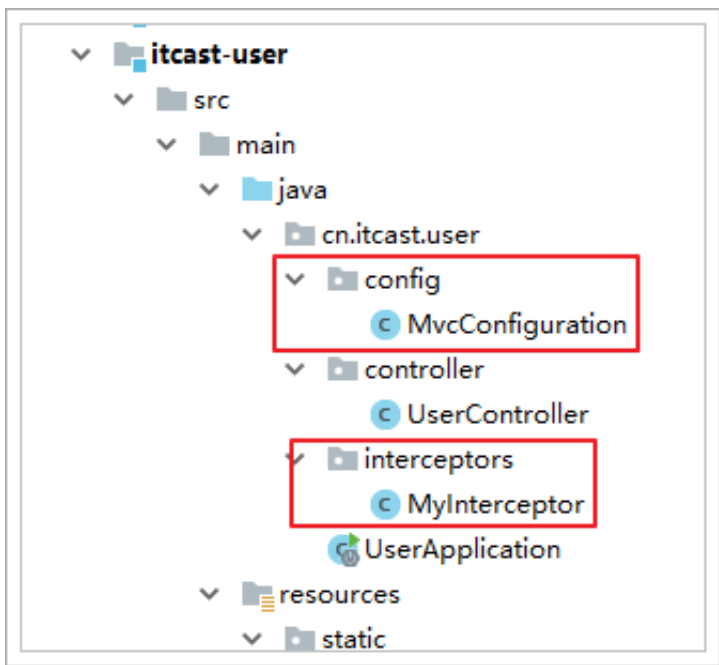 itcast-user
src
main
java
cn.itcast.user
config
MvcConfiguration
controller
UserController
interceptors
MyInterceptor
UserApplication
resources
static